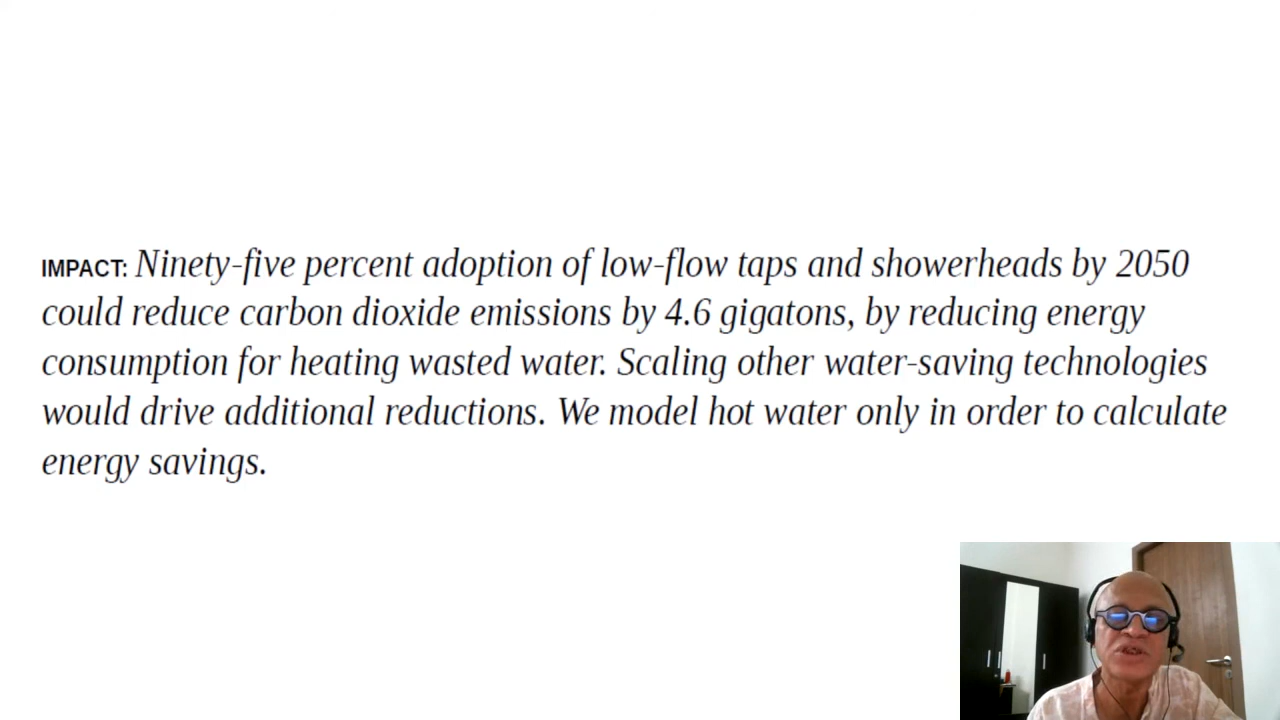 IMPACT: Ninety-five percent adoption of low-flow taps and showerheads by 2050
could reduce carbon dioxide emissions by 4.6 gigatons, by reducing energy
consumption for heating wasted water. Scaling other water-saving technologies
would drive additional reductions. We model hot water only in order to calculate
energy savings.